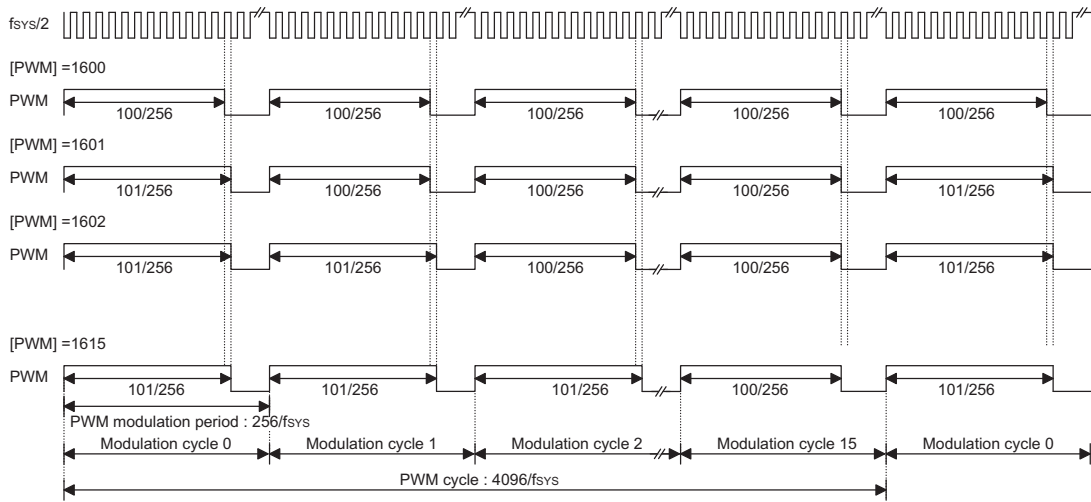 fSYS/2
[PWM] =1600
PWM
100/256 100/256 100/256 100/256 100/256
[PWM] =1601
PWM
101/256 100/256 100/256 100/256 101/256
[PWM] =1602
PWM
101/256 101/256 100/256 100/256 101/256
[PWM] =1615
PWM
101/256 101/256 101/256 100/256 101/256
PWM modulation period : 256/fSYS
Modulation cycle 0 Modulation cycle 1 Modulation cycle 2 Modulation cycle 15 Modulation cycle 0
PWM cycle : 4096/fSYS